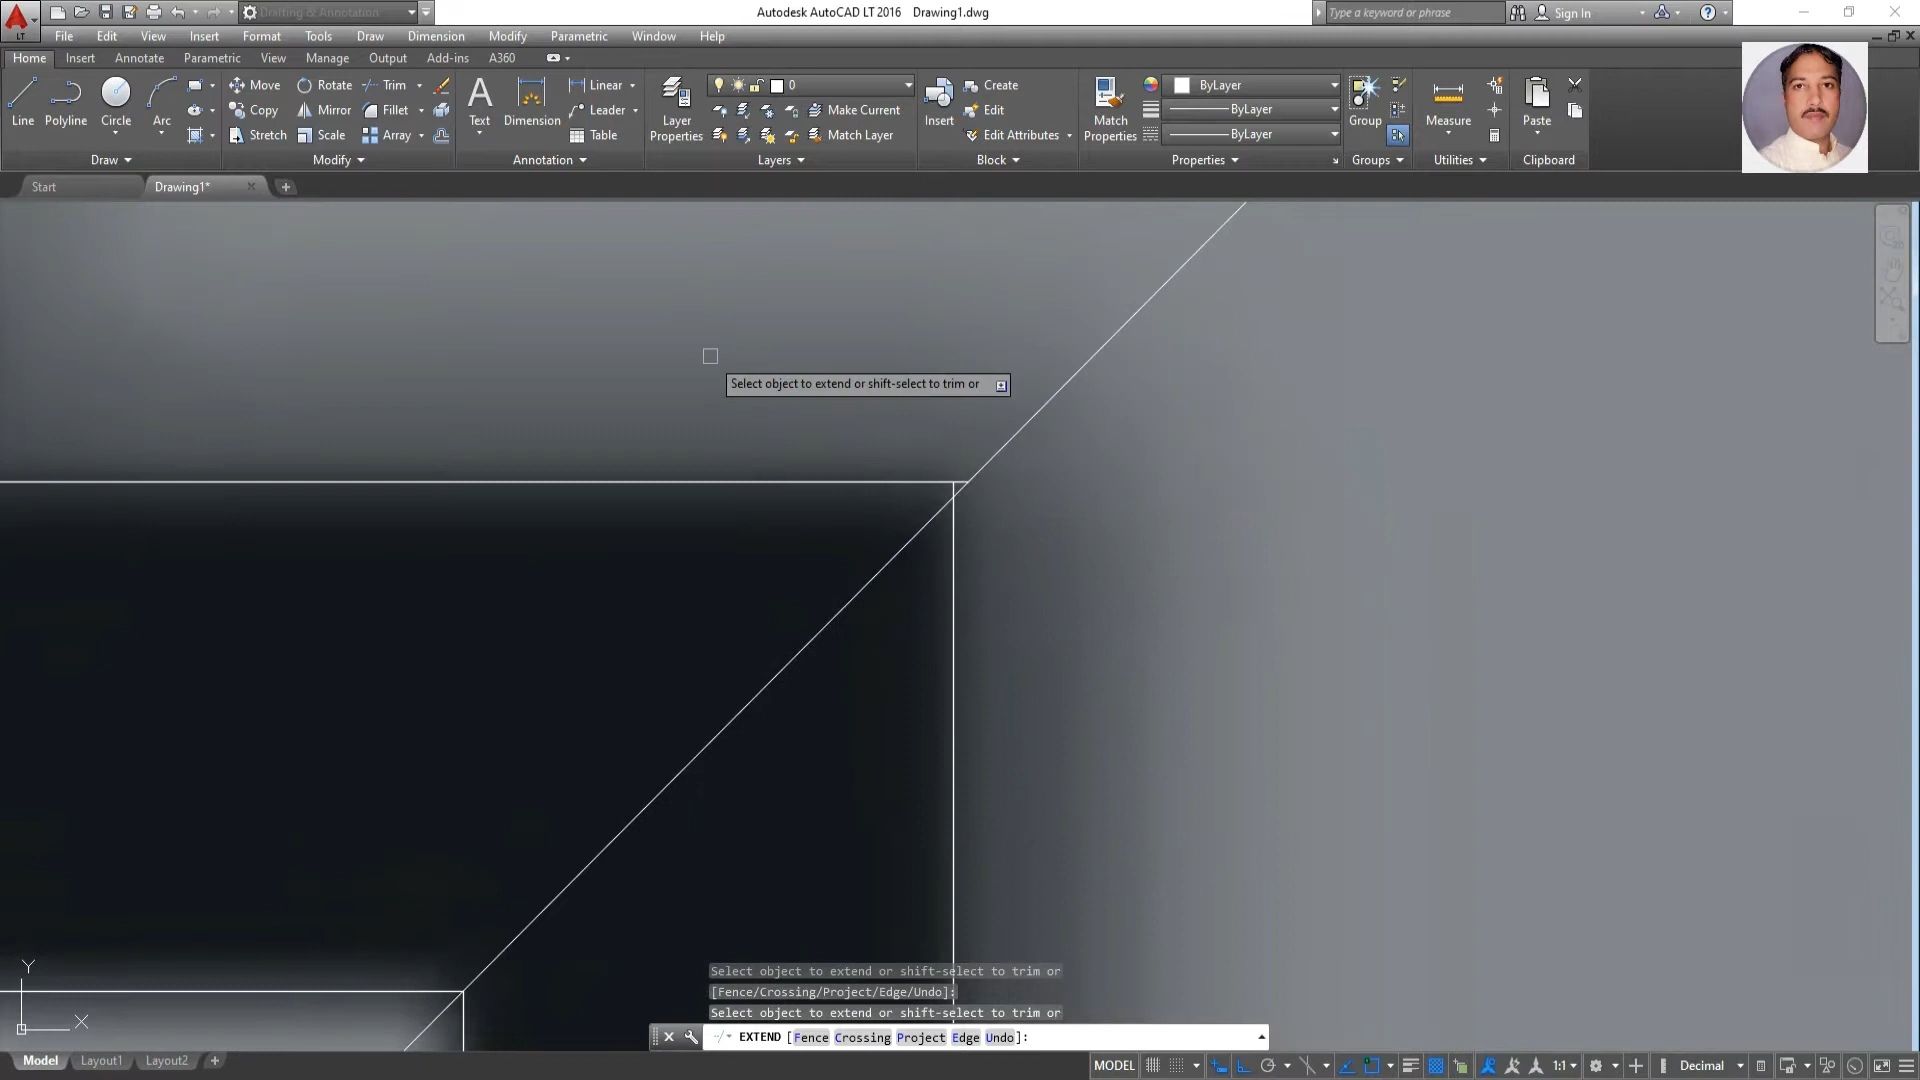 Drafting & Annotation
Autodesk AutoCAD LT 2016 Drawing1.dwg
Type a keyword or phrase
Sign In
LT
File Edit View Insert Format Tools Draw Dimension Modify Parametric Window Help
Home Insert Annotate Parametric View Manage Output Add-ins A360
Line Polyline Circle Arc
Move Rotate Trim
Copy Mirror Fillet
Stretch Scale Array
Text Dimension
Linear
Leader
Table
Layer Properties
0
Make Current
Match Layer
Insert
Create
Edit
Edit Attributes
Match Properties
ByLayer
ByLayer
ByLayer
Group
Measure
Paste
Draw Modify Annotation Layers Block Properties Groups Utilities Clipboard
Start Drawing1*
2D
Select object to extend or shift-select to trim or
Y
X
Select object to extend or shift-select to trim or
[Fence/Crossing/Project/Edge/Undo]:
Select object to extend or shift-select to trim or
EXTEND [Fence Crossing Project Edge Undo]:
Model Layout1 Layout2
MODEL 1:1 Decimal